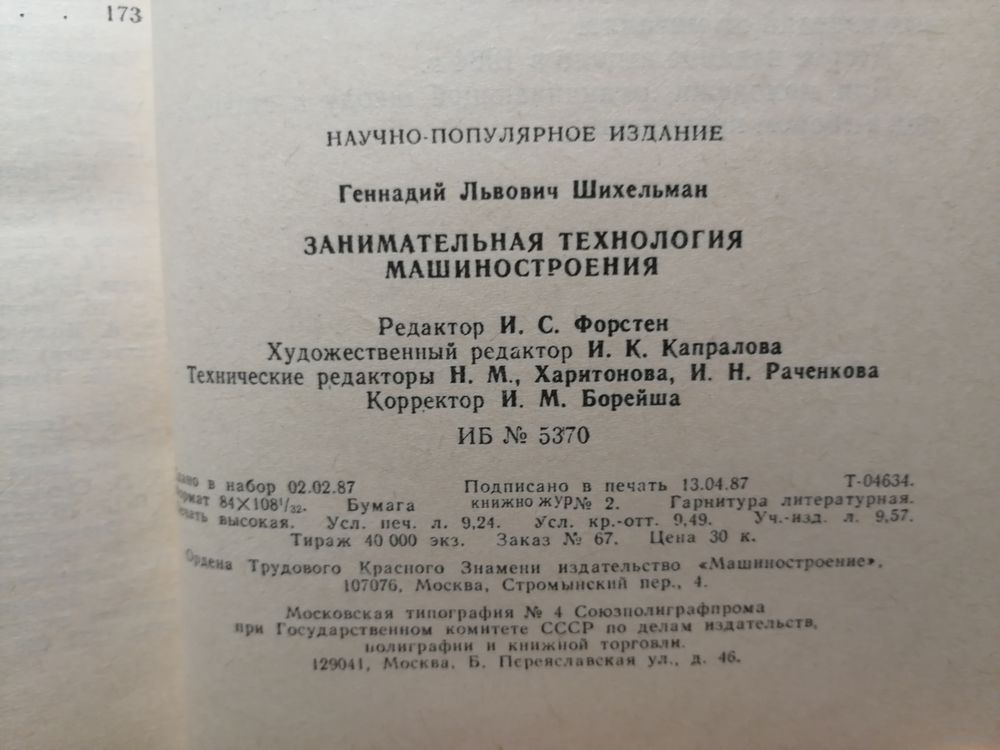 173
НАУЧНО-ПОПУЛЯРНОЕ ИЗДАНИЕ
Геннадий Львович Шихельман
ЗАНИМАТЕЛЬНАЯ ТЕХНОЛОГИЯ
МАШИНОСТРОЕНИЯ
Редактор И. С. Форстен
Художественный редактор И. К. Капралова
Технические редакторы Н. М., Харитонова, И. Н. Раченкова
Корректор И. М. Борейша
ИБ № 5370
в набор 02.02.87 Подписано в печать 13.04.87 Т-04634.
84×108¹/₃₂. Бумага книжно журн№ 2. Гарнитура литературная.
высокая. Усл. печ. л. 9,24. Усл. кр.-отт. 9,49. Уч.-изд. л. 9,57.
Тираж 40 000 экз. Заказ № 67. Цена 30 к.
Ордена Трудового Красного Знамени издательство «Машиностроение»,
107076, Москва, Стромынский пер., 4.
Московская типография № 4 Союзполиграфпрома
при Государственном комитете СССР по делам издательств,
полиграфии и книжной торговли.
129041, Москва, Б. Переяславская ул., д. 46.